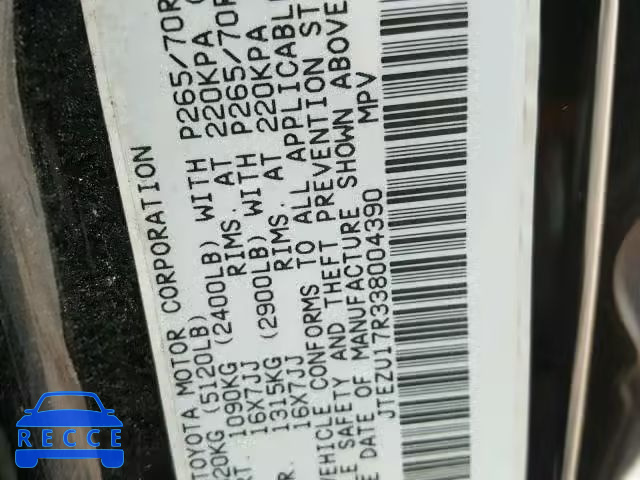 TOYOTA MOTOR CORPORATION
20KG (5120LB)
RT. 1090KG (2400LB) WITH P265/70R
16X7JJ RIMS. AT 220KPA
1315KG (2900LB) WITH P265/70R
RR. 16X7JJ RIMS. AT 220KPA
VEHICLE CONFORMS TO ALL APPLICABLE
E SAFETY AND THEFT PREVENTION ST
E DATE OF MANUFACTURE SHOWN ABOVE
JTEZU17R338004390 MPV
RECCE